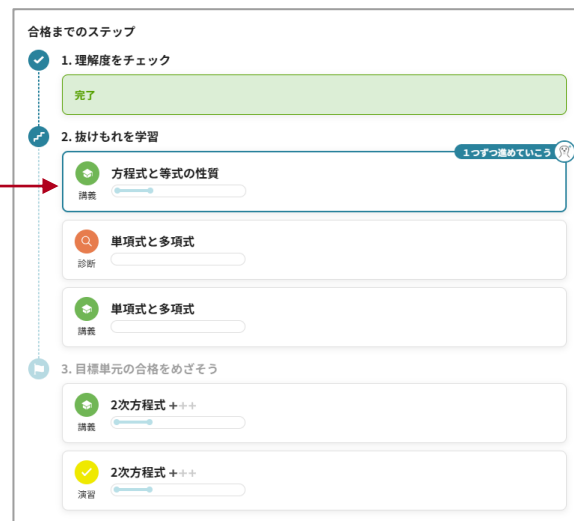 合格までのステップ
1. 理解度をチェック
完了
2. 抜けもれを学習
1つずつ進めていこう
方程式と等式の性質
講義
単項式と多項式
診断
単項式と多項式
講義
3. 目標単元の合格をめざそう
2次方程式 +++
講義
2次方程式 +++
演習